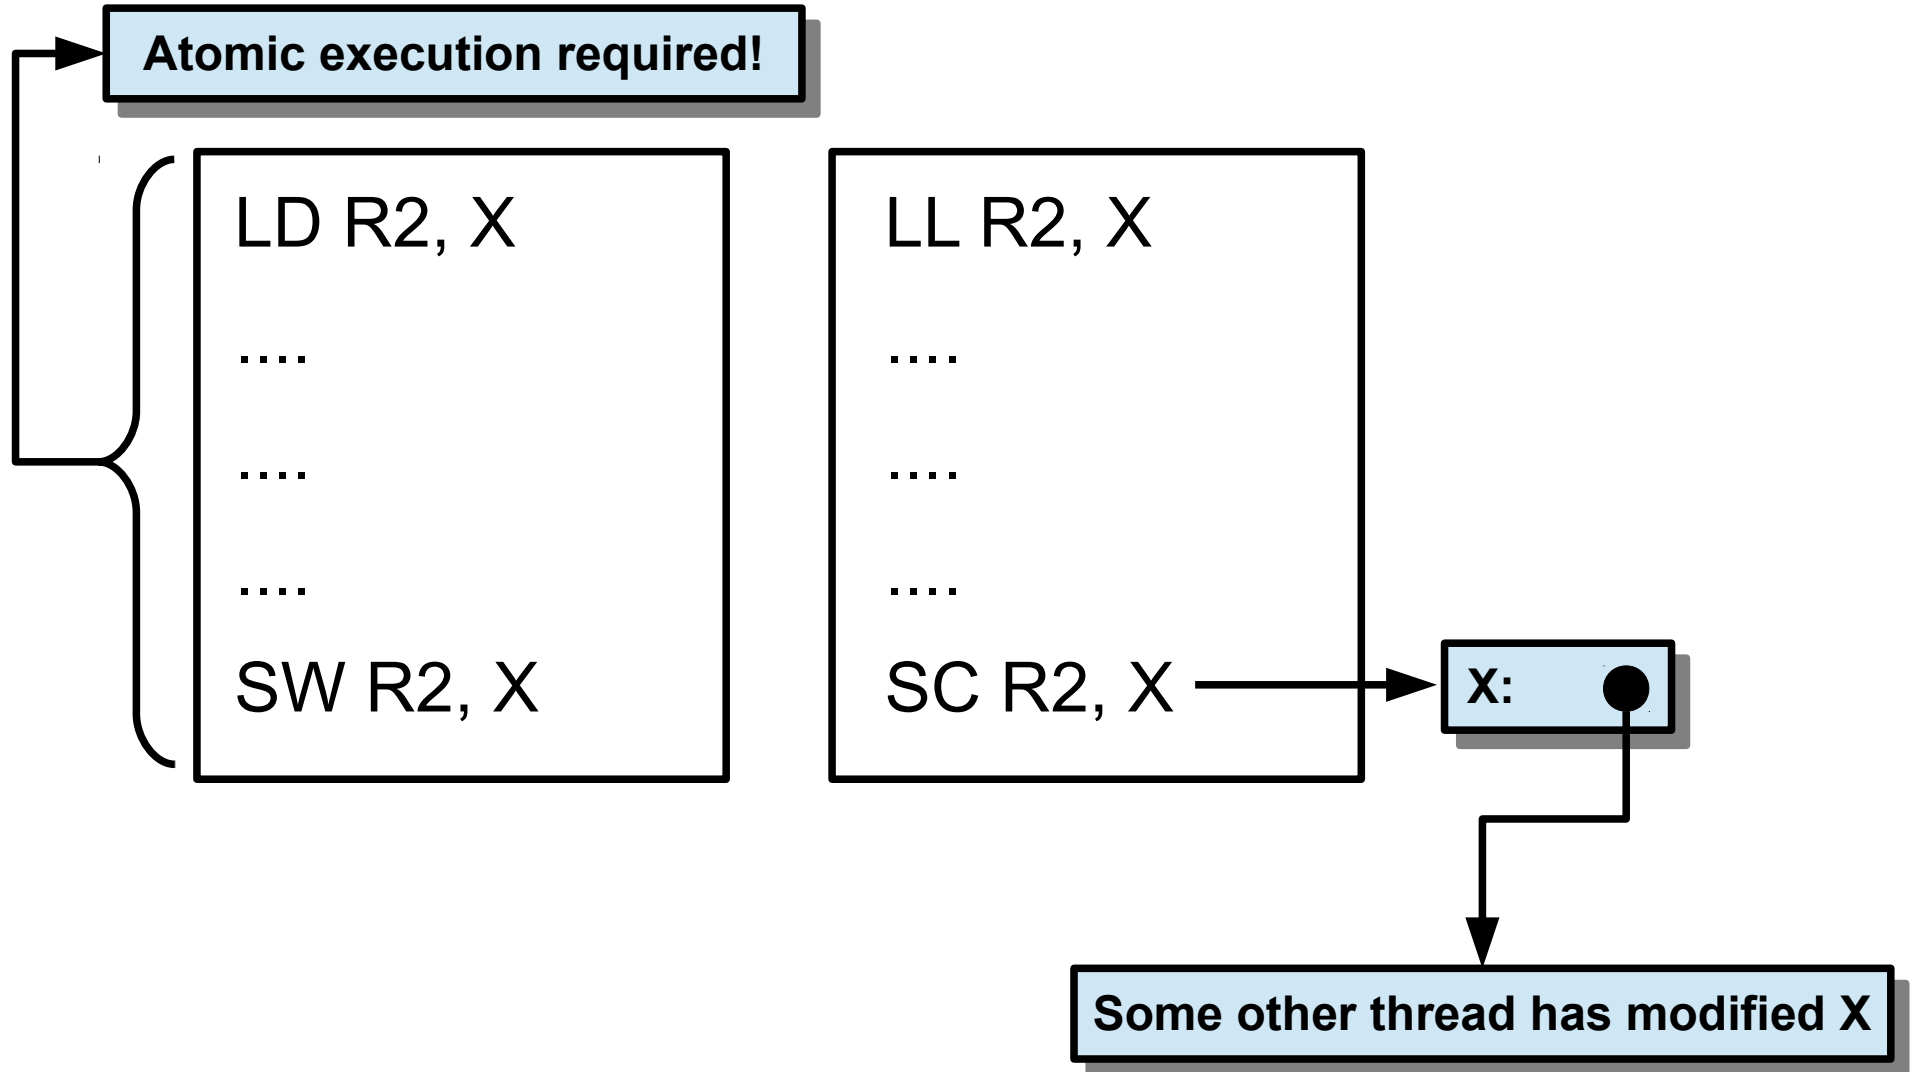 Atomic execution required!
LD R2, X
....
....
....
SW R2, X
LL R2, X
....
....
....
SC R2, X
X:
Some other thread has modified X